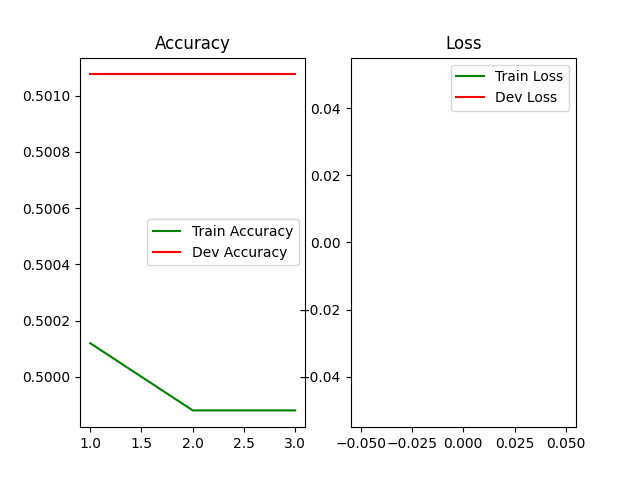 Accuracy
0.5010
0.5008
0.5006
0.5004
0.5002
0.5000
Train Accuracy
Dev Accuracy
1.0 1.5 2.0 2.5 3.0
Loss
Train Loss
Dev Loss
0.04
0.02
0.00
−0.02
−0.04
−0.050 −0.025 0.000 0.025 0.050